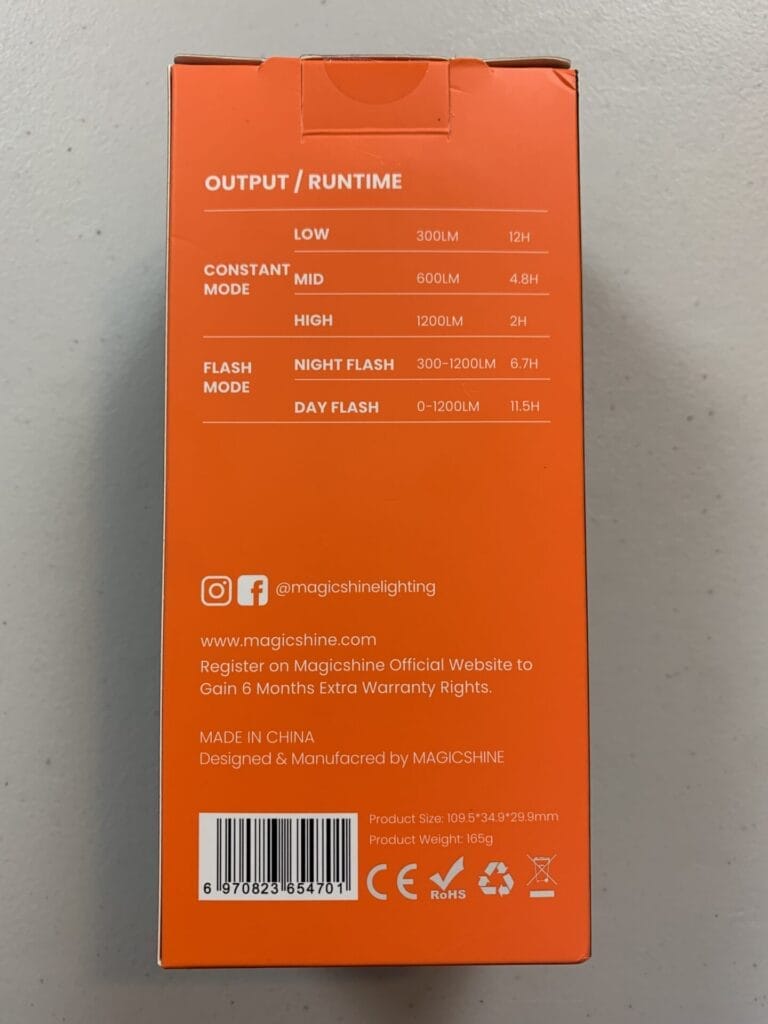 OUTPUT / RUNTIME
CONSTANT MODE
LOW 300LM 12H
MID 600LM 4.8H
HIGH 1200LM 2H
FLASH MODE
NIGHT FLASH 300-1200LM 6.7H
DAY FLASH 0-1200LM 11.5H
@magicshinelighting
www.magicshine.com
Register on Magicshine Official Website to
Gain 6 Months Extra Warranty Rights.
MADE IN CHINA
Designed & Manufacred by MAGICSHINE
Product Size: 109.5*34.9*29.9mm
Product Weight: 165g
6 970823 654701
CE RoHS